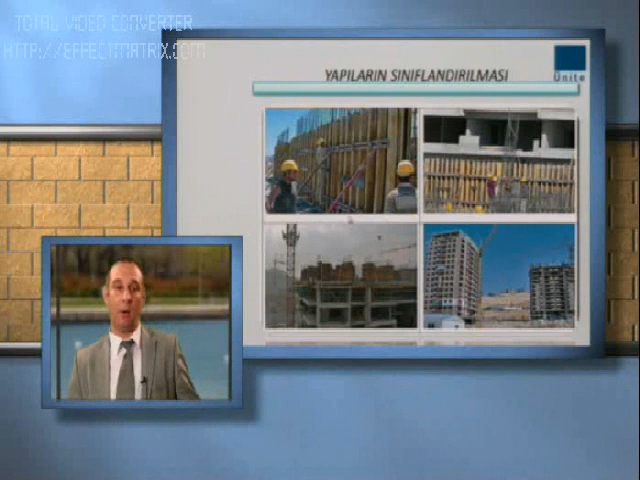 TOTAL VIDEO CONVERTER
HTTP://EFFECTMATRIX.COM
YAPILARIN SINIFLANDIRILMASI
Ünite